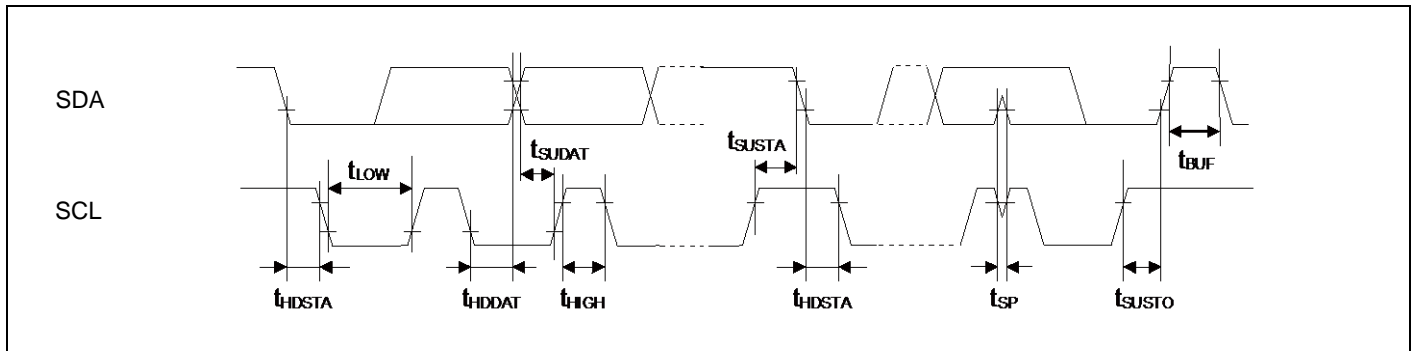 SDA
tSUDAT
tSUSTA
tLOW
tBUF
SCL
tHDSTA
tHDDAT
tHIGH
tHDSTA
tSP
tSUSTO